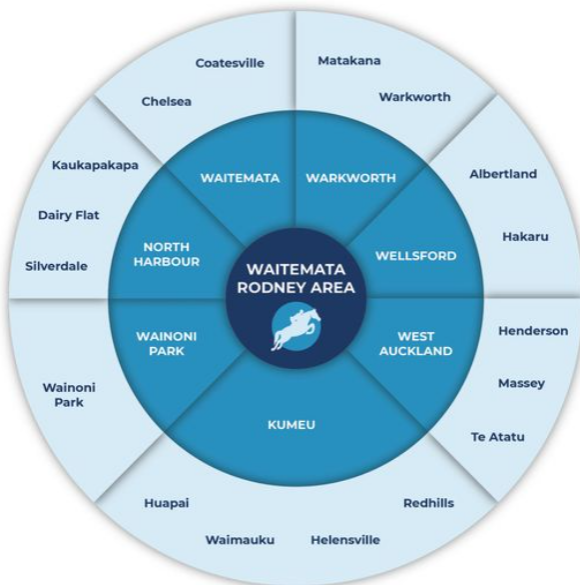 Coatesville
Chelsea
Matakana
Warkworth
Kaukapakapa
Dairy Flat
Silverdale
Albertland
Hakaru
WAITEMATA
WARKWORTH
NORTH
HARBOUR
WELLSFORD
WAITEMATA
RODNEY AREA
WAINONI
PARK
WEST
AUCKLAND
KUMEU
Henderson
Massey
Te Atatu
Wainoni
Park
Huapai
Waimauku
Helensville
Redhills